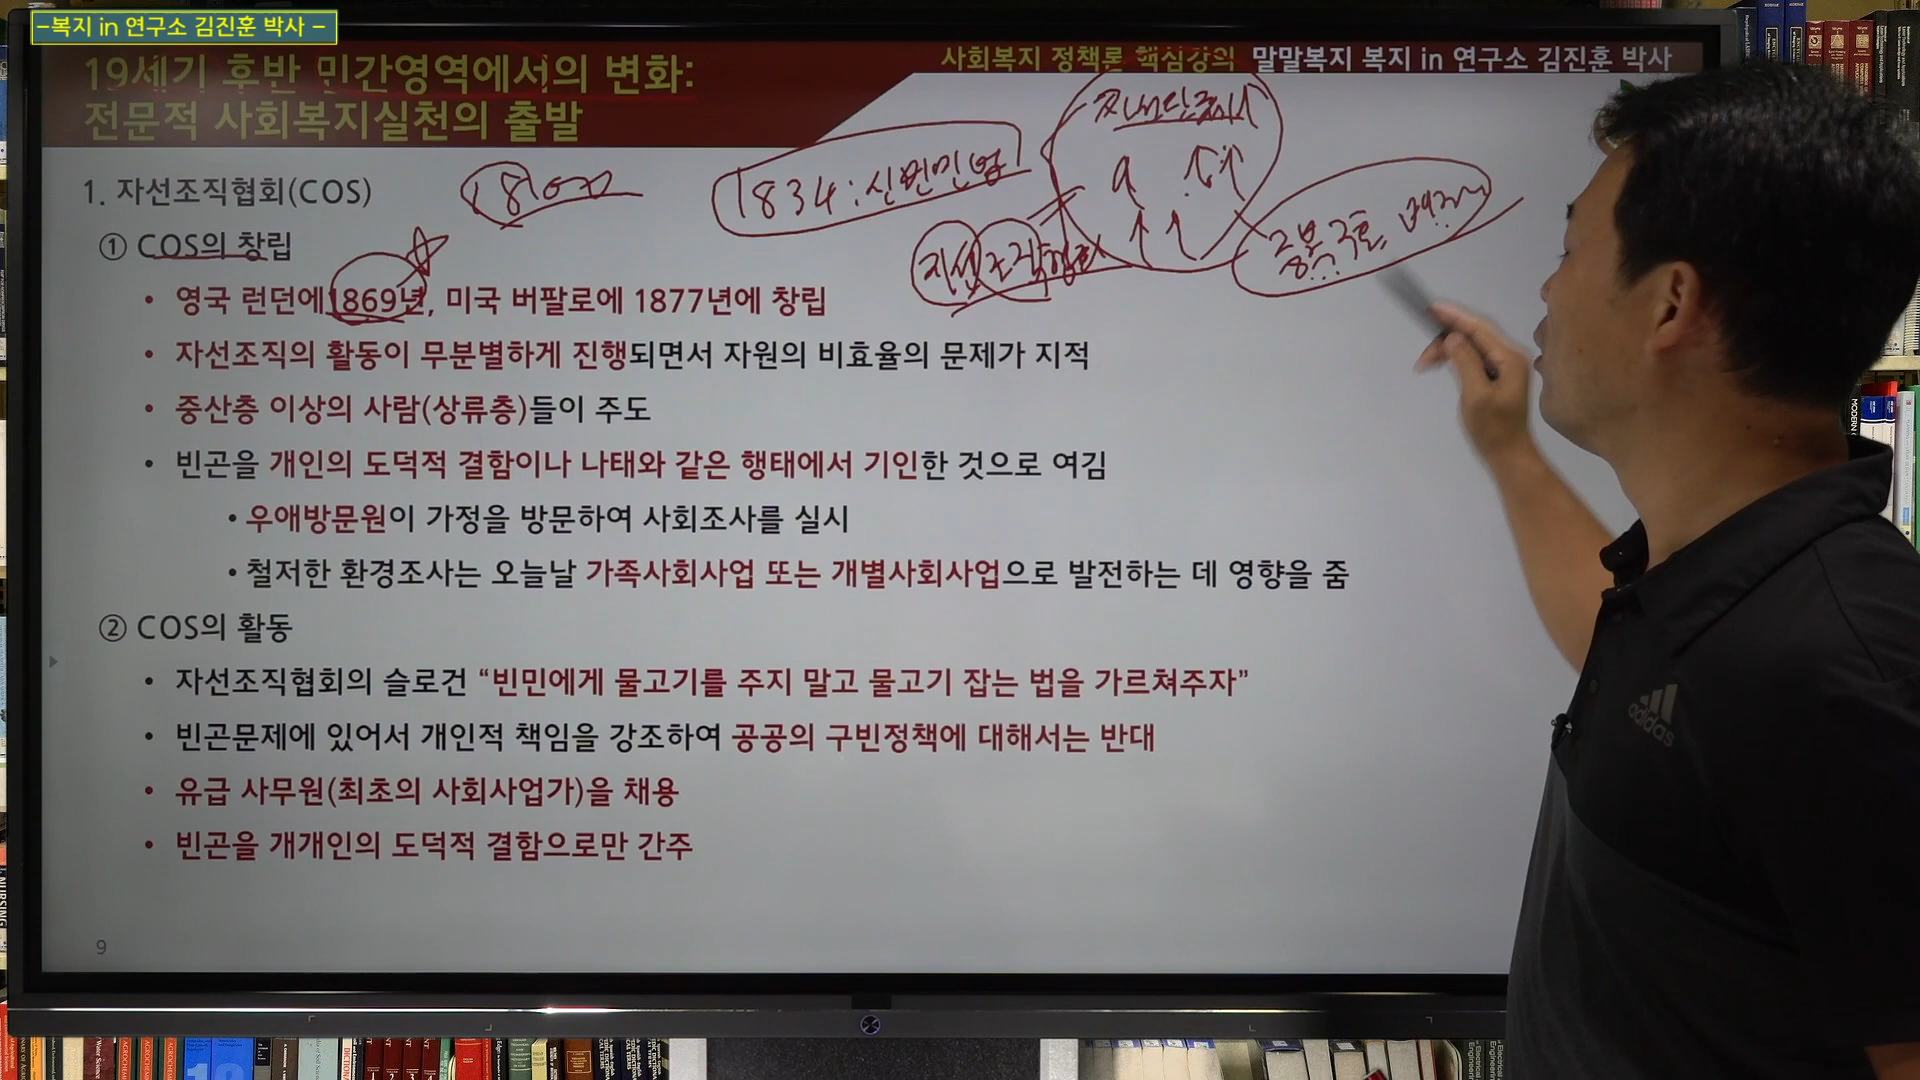 -복지 in 연구소 김진훈 박사 -
19세기 후반 민간영역에서의 변화:
전문적 사회복지실천의 출발
사회복지 정책론 핵심강의 말말복지 복지 in 연구소 김진훈 박사
자선단체
1834:신빈민법
자선조직협회
중복구호,
1. 자선조직협회(COS)
① COS의 창립
• 영국 런던에 1869년, 미국 버팔로에 1877년에 창립
• 자선조직의 활동이 무분별하게 진행되면서 자원의 비효율의 문제가 지적
• 중산층 이상의 사람(상류층)들이 주도
• 빈곤을 개인의 도덕적 결함이나 나태와 같은 행태에서 기인한 것으로 여김
• 우애방문원이 가정을 방문하여 사회조사를 실시
• 철저한 환경조사는 오늘날 가족사회사업 또는 개별사회사업으로 발전하는 데 영향을 줌
② COS의 활동
• 자선조직협회의 슬로건 “빈민에게 물고기를 주지 말고 물고기 잡는 법을 가르쳐주자”
• 빈곤문제에 있어서 개인적 책임을 강조하여 공공의 구빈정책에 대해서는 반대
• 유급 사무원(최초의 사회사업가)을 채용
• 빈곤을 개개인의 도덕적 결함으로만 간주
9
adidas
NURSING